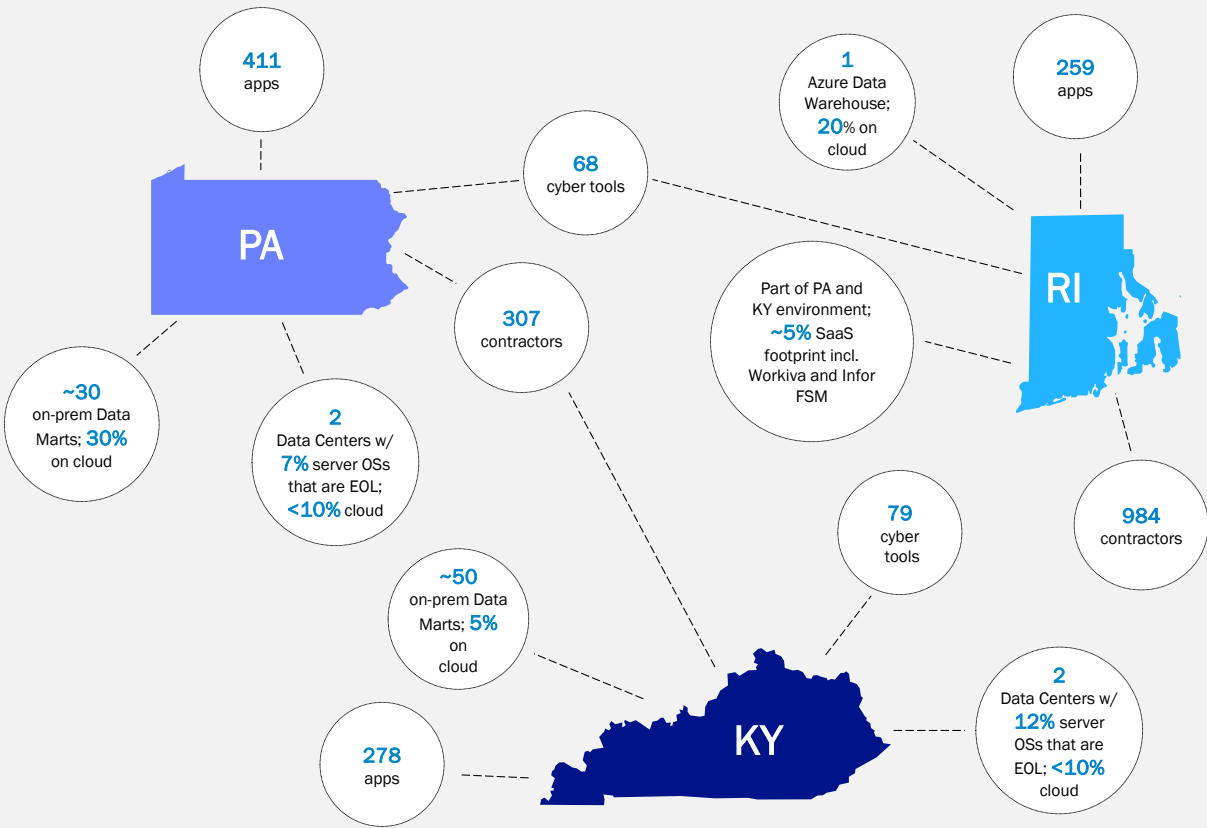 411
apps
1
Azure Data
Warehouse;
20% on
cloud
259
apps
68
cyber tools
PA
RI
Part of PA and
KY environment;
~5% SaaS
footprint incl.
Workiva and Infor
FSM
307
contractors
~30
on-prem Data
Marts; 30%
on cloud
2
Data Centers w/
7% server OSs
that are EOL;
<10% cloud
79
cyber
tools
984
contractors
~50
on-prem Data
Marts; 5%
on
cloud
2
Data Centers w/
12% server
OSs that are
EOL; <10%
cloud
KY
278
apps